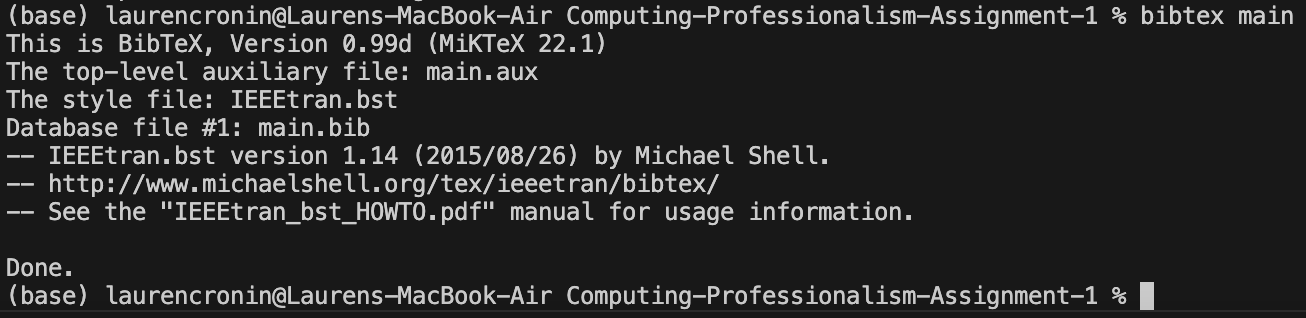 (base) laurencronin@Laurens-MacBook-Air Computing-Professionalism-Assignment-1 % bibtex main
This is BibTeX, Version 0.99d (MiKTeX 22.1)
The top-level auxiliary file: main.aux
The style file: IEEEtran.bst
Database file #1: main.bib
-- IEEEtran.bst version 1.14 (2015/08/26) by Michael Shell.
-- http://www.michaelshell.org/tex/ieeetran/bibtex/
-- See the "IEEEtran_bst_HOWTO.pdf" manual for usage information.
Done.
(base) laurencronin@Laurens-MacBook-Air Computing-Professionalism-Assignment-1 %